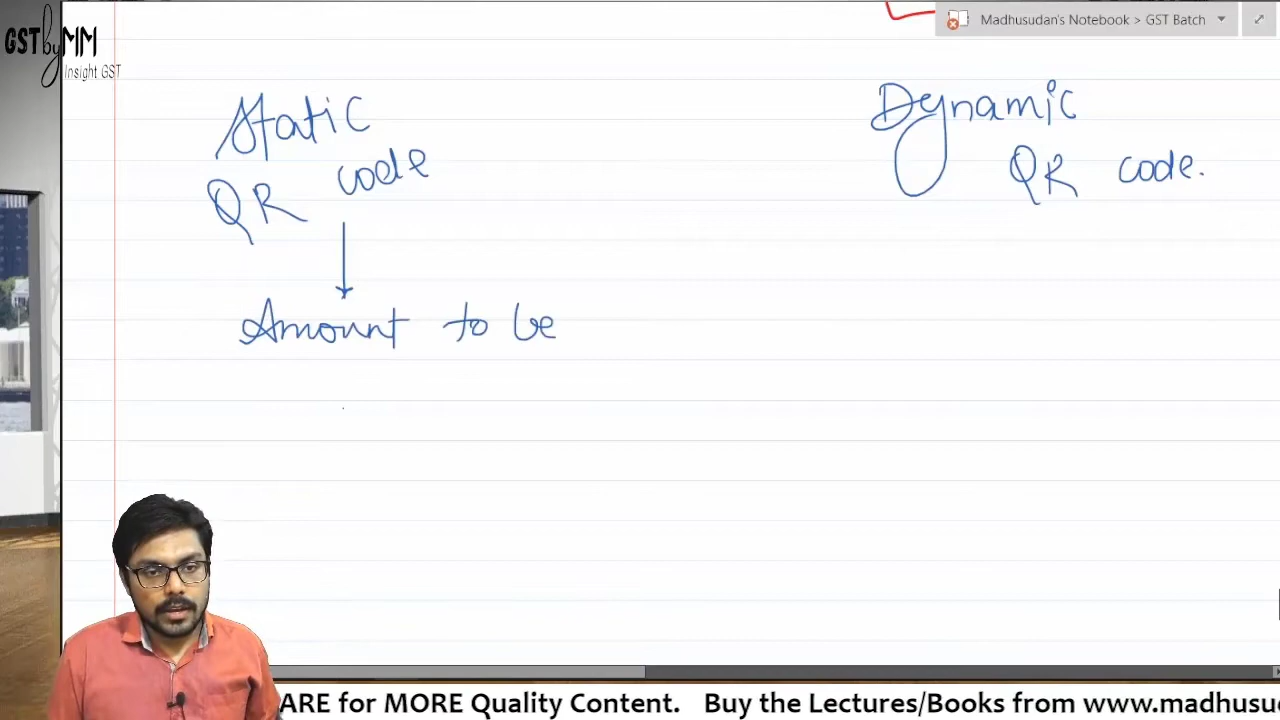 GST by MM
Insight GST
Madhusudan's Notebook > GST Batch
Static
QR code
Dynamic
QR code.
Amount to be
ARE for MORE Quality Content. Buy the Lectures/Books from www.madhusu